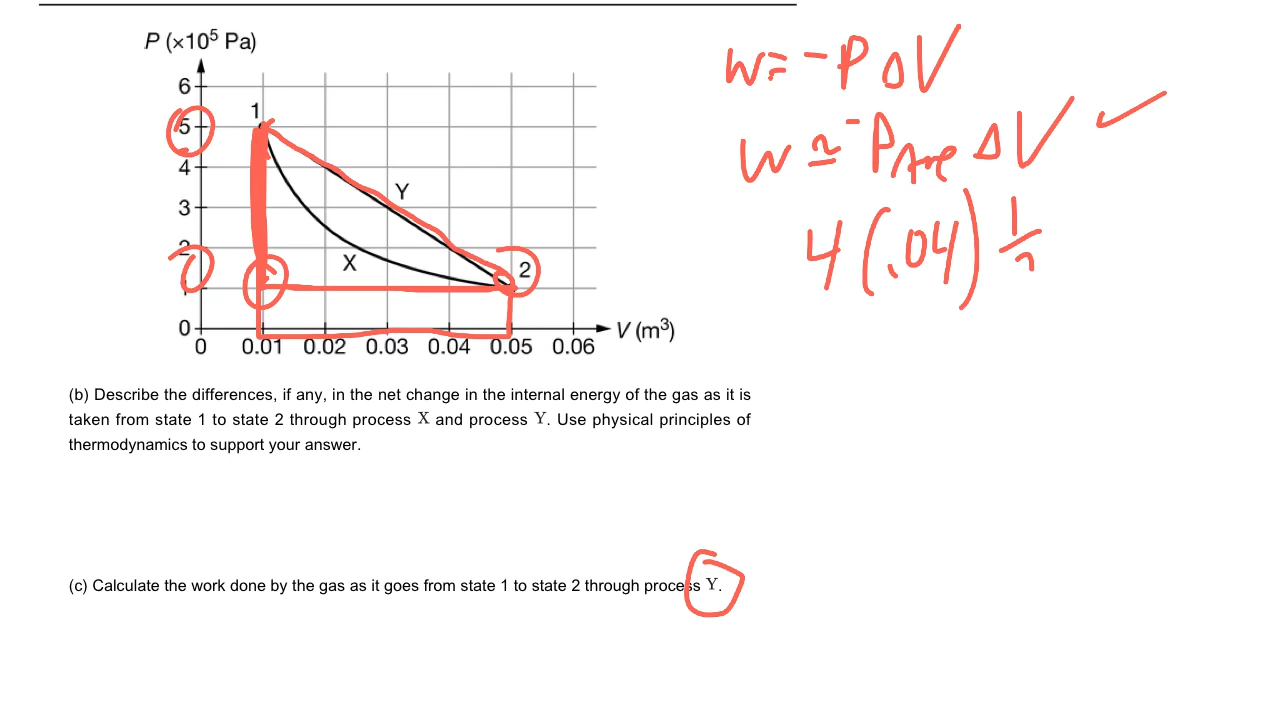 P (×10⁵ Pa)
6
5
4
3
2
1
0
1
Y
X
2
0 0.01 0.02 0.03 0.04 0.05 0.06
V (m³)
W = -P ΔV
W ≃ -P Ave ΔV ✓
4 (.04) 1/2
(b) Describe the differences, if any, in the net change in the internal energy of the gas as it is
taken from state 1 to state 2 through process X and process Y. Use physical principles of
thermodynamics to support your answer.
(c) Calculate the work done by the gas as it goes from state 1 to state 2 through process Y.